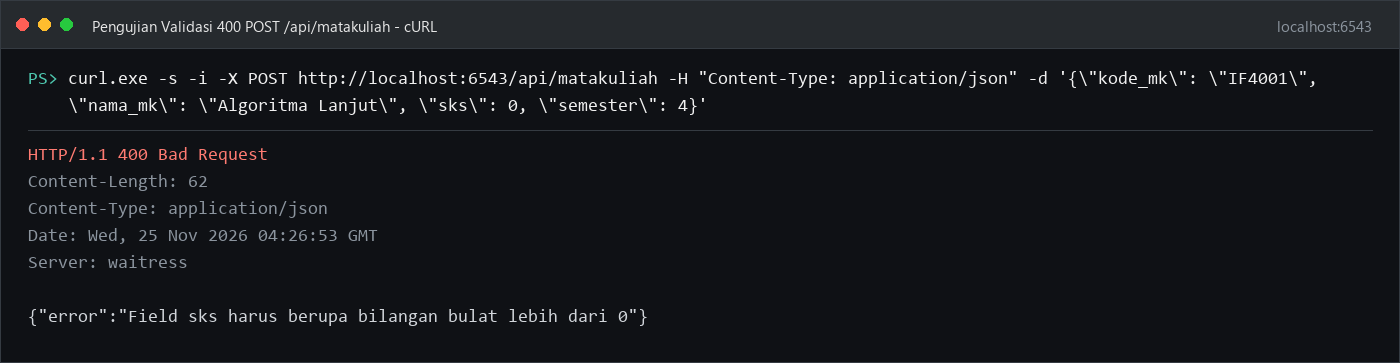 Pengujian Validasi 400 POST /api/matakuliah - cURL
localhost:6543
PS> curl.exe -s -i -X POST http://localhost:6543/api/matakuliah -H "Content-Type: application/json" -d '{\"kode_mk\": \"IF4001\",
\"nama_mk\": \"Algoritma Lanjut\", \"sks\": 0, \"semester\": 4}'
HTTP/1.1 400 Bad Request
Content-Length: 62
Content-Type: application/json
Date: Wed, 25 Nov 2026 04:26:53 GMT
Server: waitress
{"error":"Field sks harus berupa bilangan bulat lebih dari 0"}